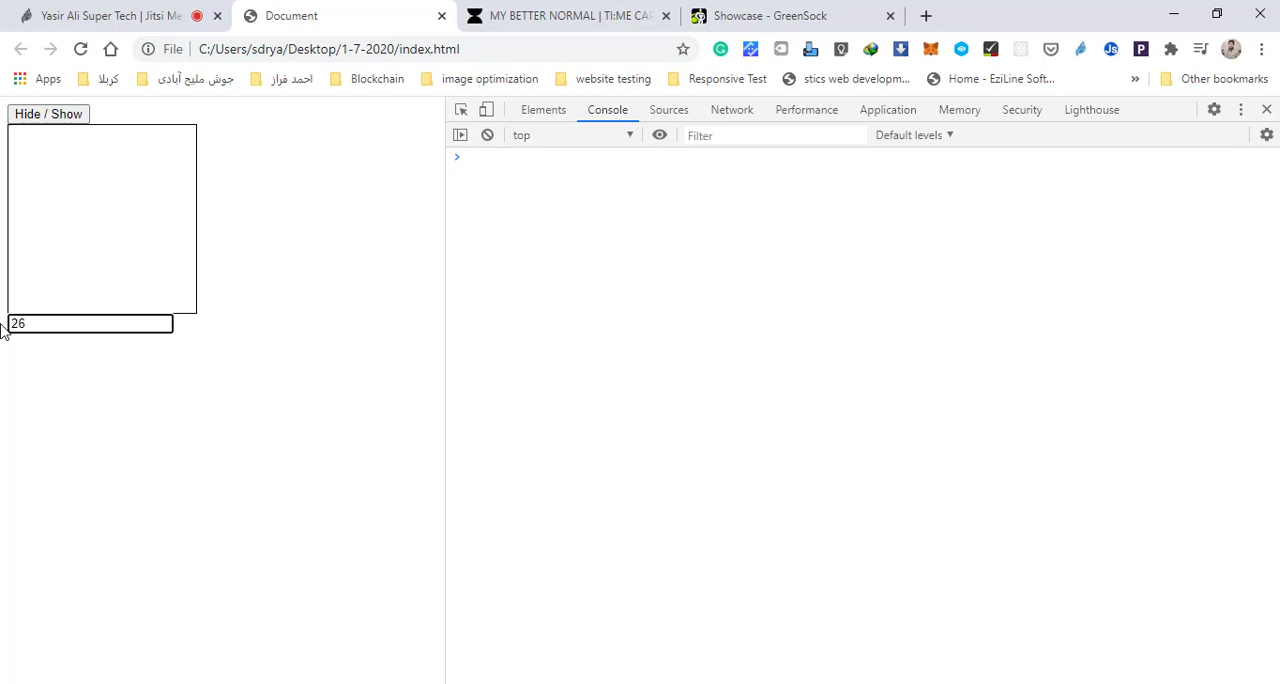 Yasir Ali Super Tech | Jitsi Me
Document
MY BETTER NORMAL | TI:ME CAP
Showcase - GreenSock
File
C:/Users/sdrya/Desktop/1-7-2020/index.html
Apps
کربلا
جوش ملیح آبادی
احمد فراز
Blockchain
image optimization
website testing
Responsive Test
stics web developm...
Home - EziLine Soft...
»
Other bookmarks
Hide / Show
26
Elements
Console
Sources
Network
Performance
Application
Memory
Security
Lighthouse
top
Filter
Default levels